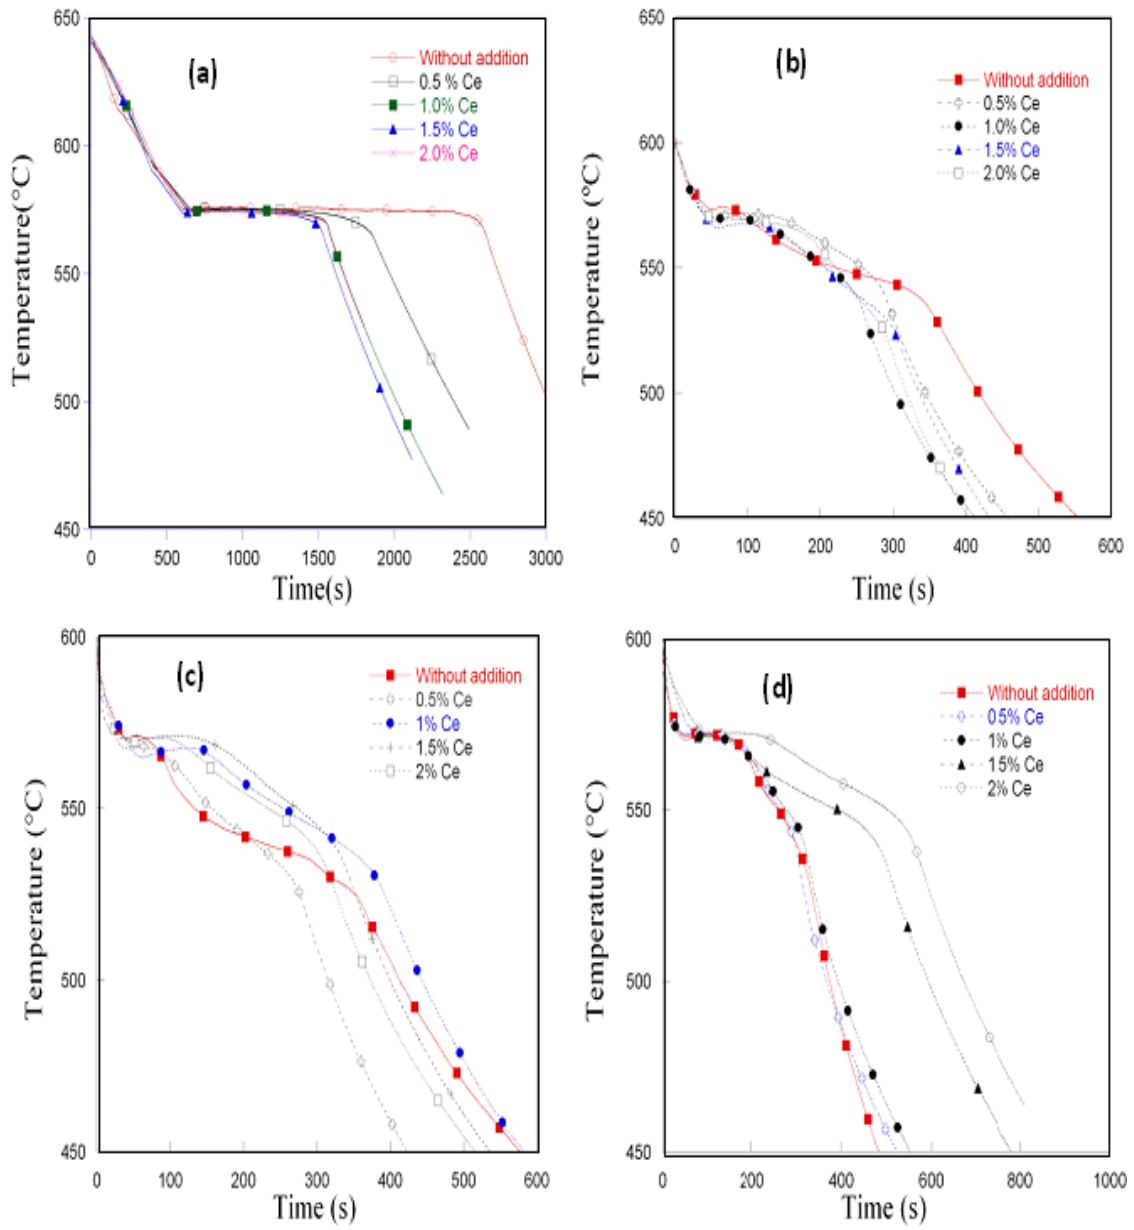 (a)
Without addition
0.5 % Ce
1.0% Ce
1.5% Ce
2.0% Ce
650
600
550
500
450
0 500 1000 1500 2000 2500 3000
Temperature(°C)
Time(s)
(b)
Without addition
0.5% Ce
1.0% Ce
1.5% Ce
2.0% Ce
650
600
550
500
450
0 100 200 300 400 500 600
Temperature (°C)
Time (s)
(c)
Without addition
0.5% Ce
1% Ce
1.5% Ce
2% Ce
600
550
500
450
0 100 200 300 400 500 600
Temperature (°C)
Time (s)
(d)
Without addition
05% Ce
1% Ce
15% Ce
2% Ce
600
550
500
450
0 200 400 600 800 1000
Temperature (°C)
Time (s)